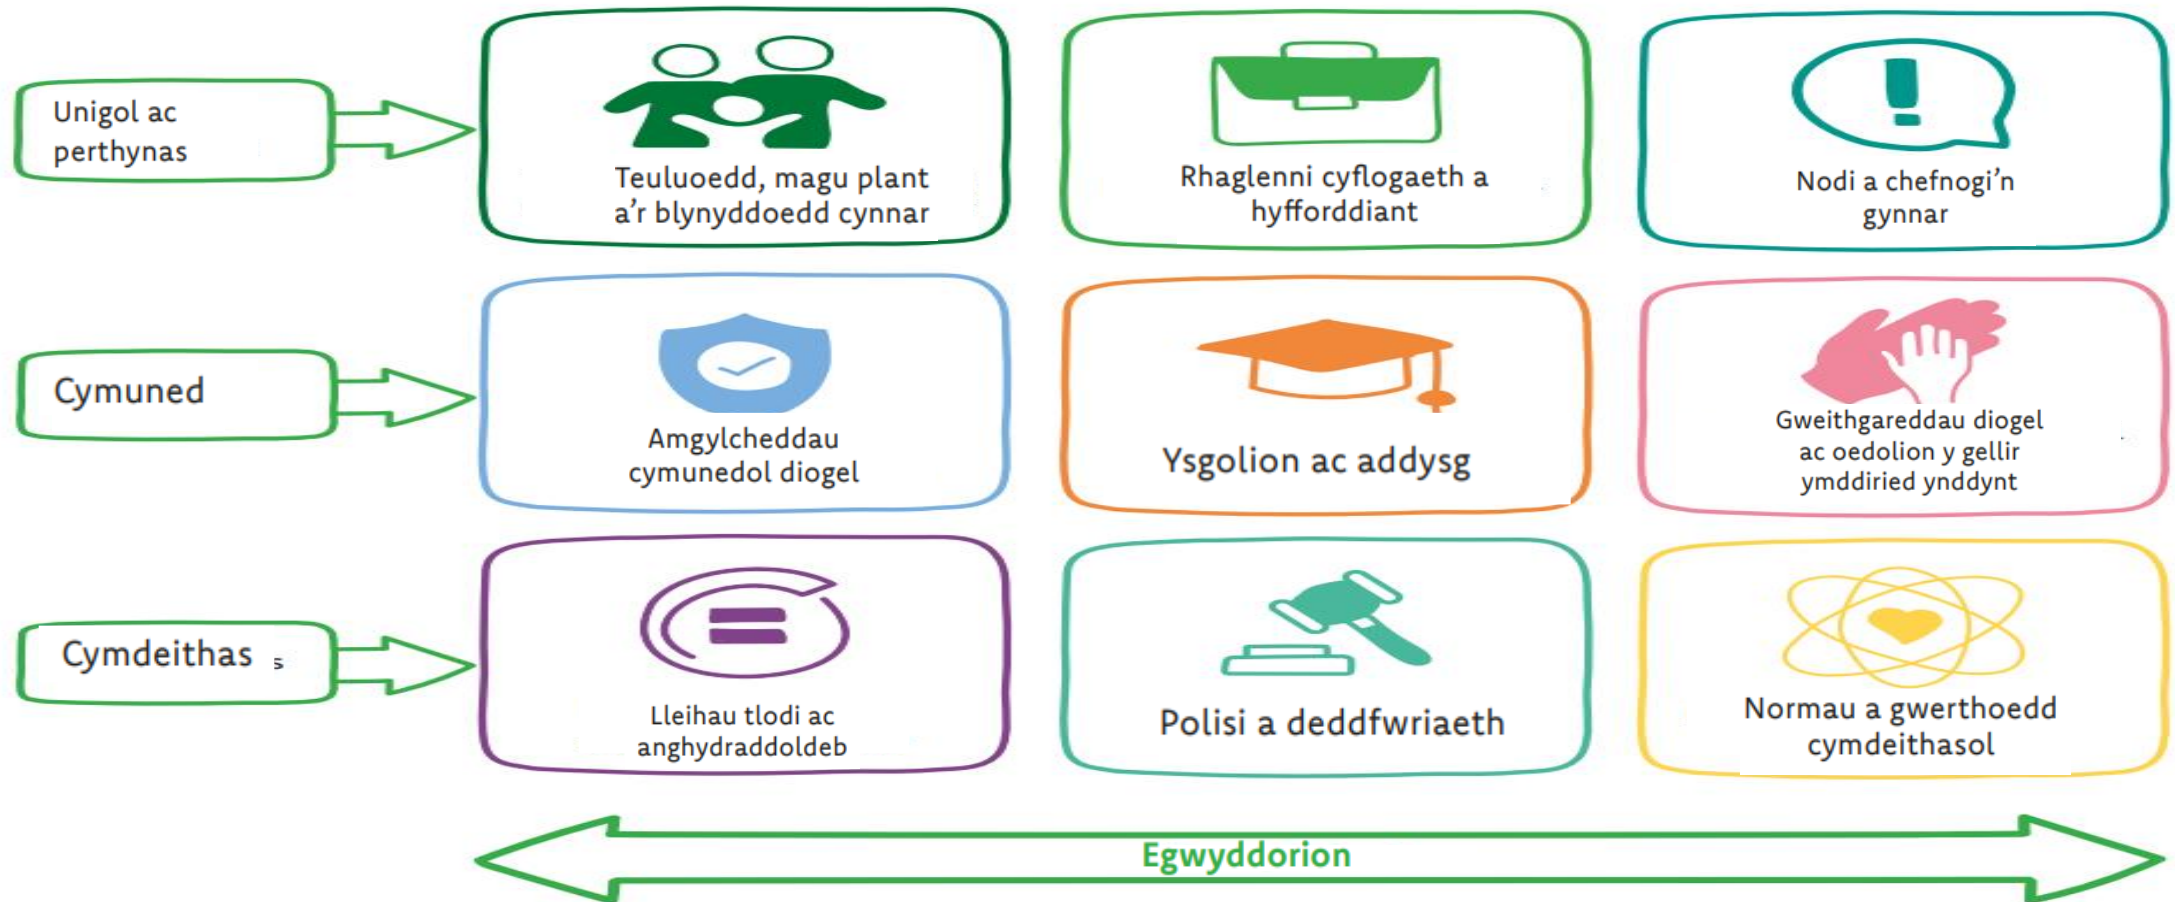 Unigol ac
perthynas
Teuluoedd, magu plant
a'r blynyddoedd cynnar
Rhaglenni cyflogaeth a
hyfforddiant
Nodi a chefnogi'n
gynnar
Cymuned
Amgylcheddau
cymunedol diogel
Ysgolion ac addysg
Gweithgareddau diogel
ac oedolion y gellir
ymddiried ynddynt
Cymdeithas s
Lleihau tlodi ac
anghydraddoldeb
Polisi a deddfwriaeth
Normau a gwerthoedd
cymdeithasol
Egwyddorion